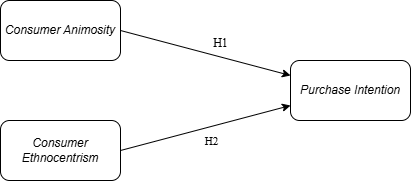 Consumer Animosity
H1
Purchase Intention
Consumer
Ethnocentrism
H2